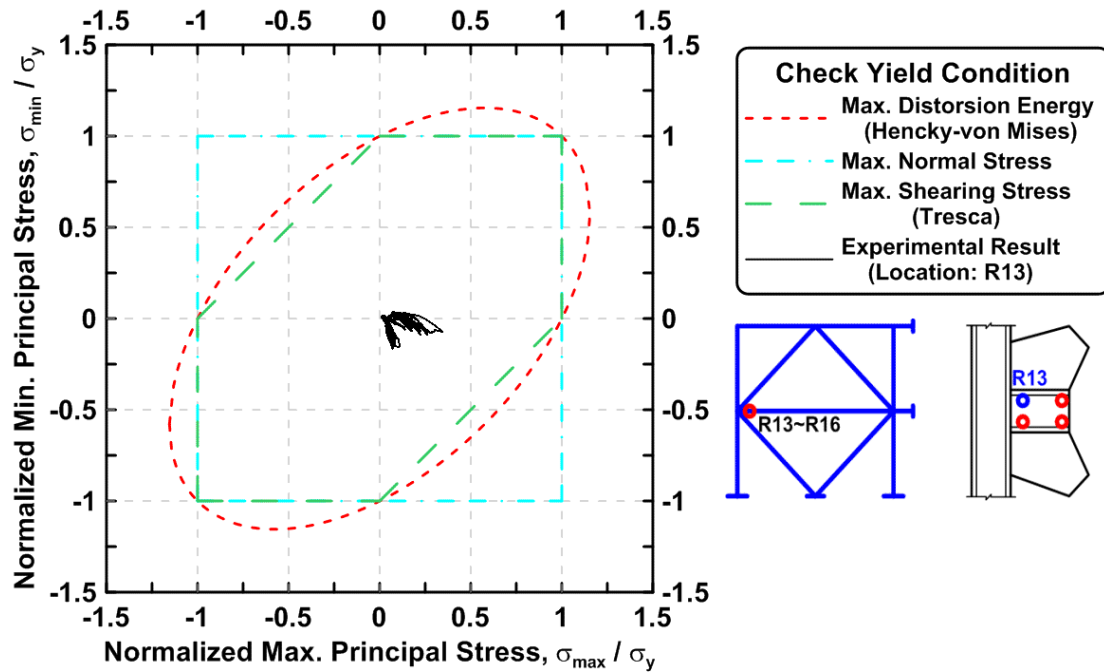 -1.5 -1 -0.5 0 0.5 1 1.5
1.5 1.5
1 1
0.5 0.5
0 0
-0.5 -0.5
-1 -1
-1.5 -1.5
-1.5 -1 -0.5 0 0.5 1 1.5
Normalized Max. Principal Stress, σmax / σy
Normalized Min. Principal Stress, σmin / σy
Check Yield Condition
Max. Distorsion Energy
(Hencky-von Mises)
Max. Normal Stress
Max. Shearing Stress
(Tresca)
Experimental Result
(Location: R13)
R13~R16
R13